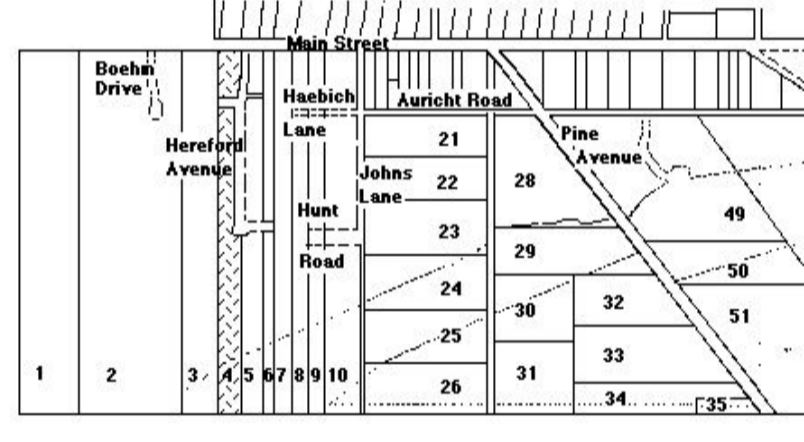 Main Street
Boehm
Drive
Haebich
Lane
Auricht Road
Hereford
Avenue
Pine
Avenue
Johns
Lane
Hunt
Road
21
22
23
24
25
26
28
29
30
31
32
33
34
35
49
50
51
1
2
3
4
5
6
7
8
9
10